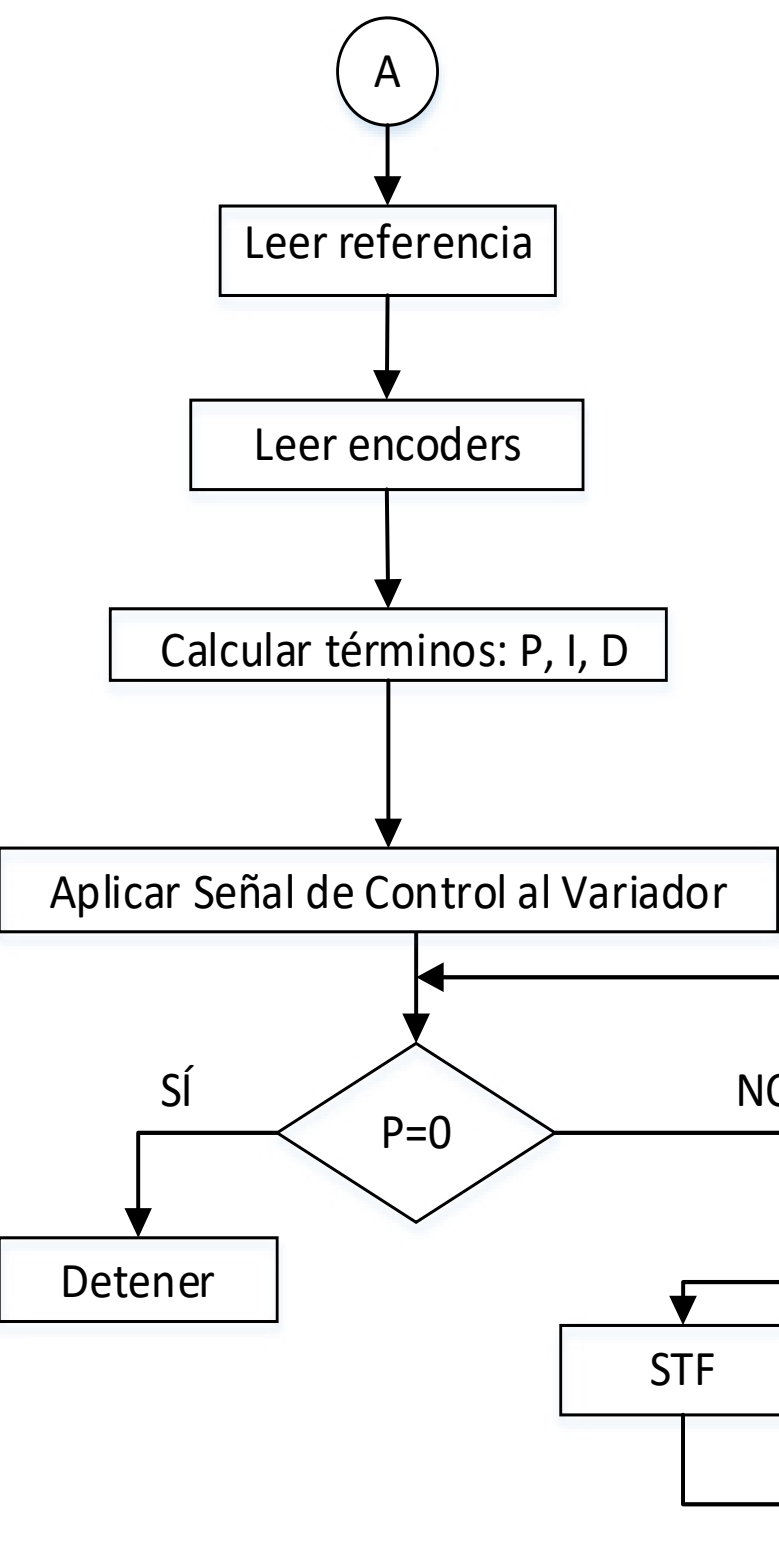 A
Leer referencia
Leer encoders
Calcular términos: P, I, D
Aplicar Señal de Control al Variador
SÍ
P=0
Detener
STF